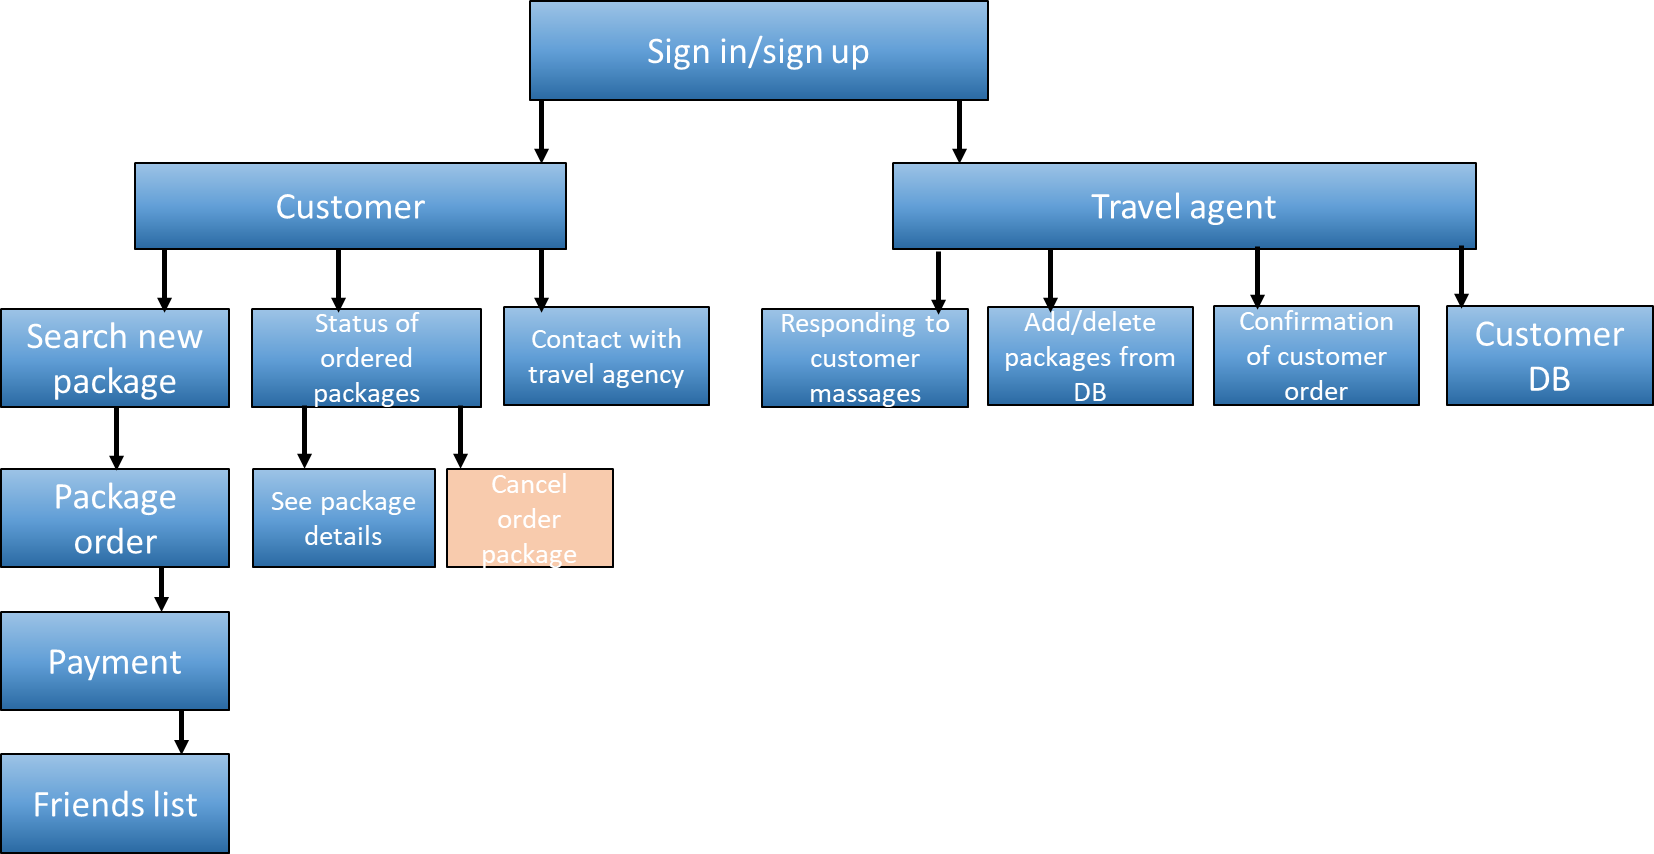 Sign in/sign up
Customer
Travel agent
Search new
package
Status of
ordered
packages
Contact with
travel agency
Responding to
customer
massages
Add/delete
packages from
DB
Confirmation
of customer
order
Customer
DB
Package
order
See package
details
Cancel
order
package
Payment
Friends list